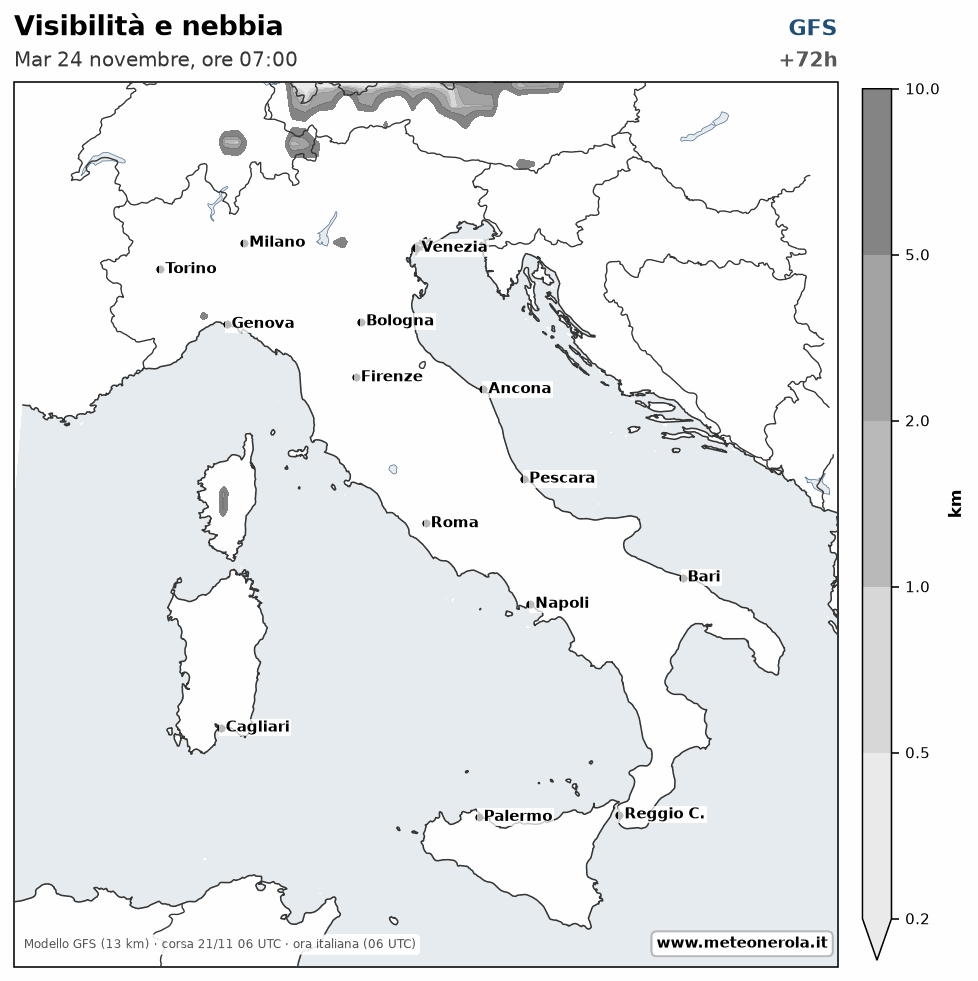 Visibilità e nebbia
GFS
Mar 24 novembre, ore 07:00
+72h
10.0
5.0
2.0
1.0
0.5
0.2
km
Milano
Venezia
Torino
Genova
Bologna
Firenze
Ancona
Pescara
Roma
Bari
Napoli
Cagliari
Palermo
Reggio C.
Modello GFS (13 km) · corsa 21/11 06 UTC · ora italiana (06 UTC)
www.meteonerola.it